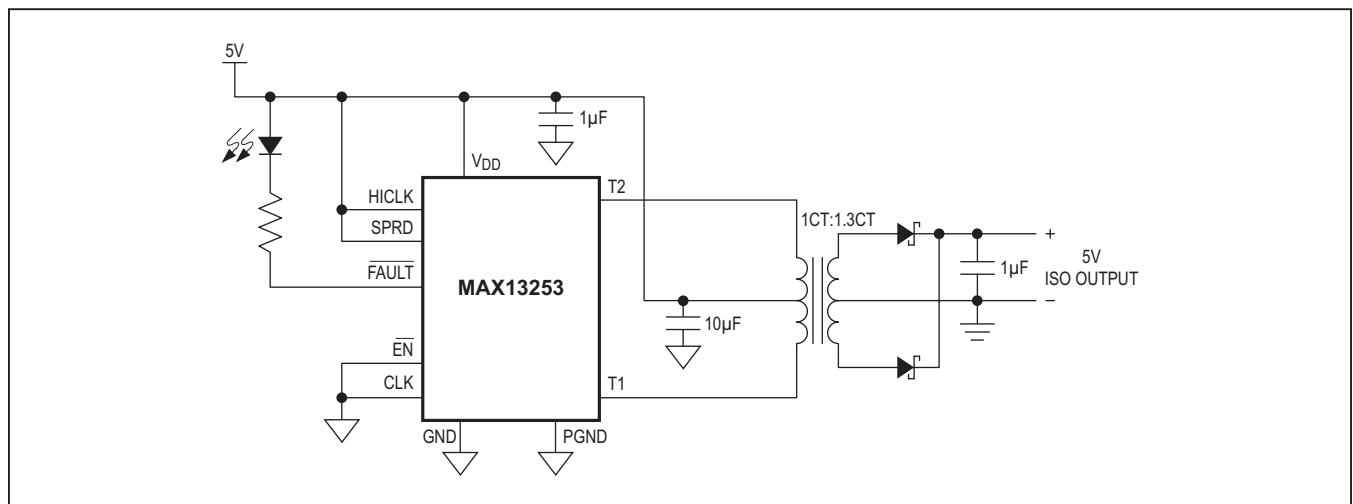 5V
1µF
VDD
HICLK
T2
1CT:1.3CT
SPRD
+
5V
1µF
ISO OUTPUT
FAULT
MAX13253
−
10µF
EN
CLK
T1
GND
PGND